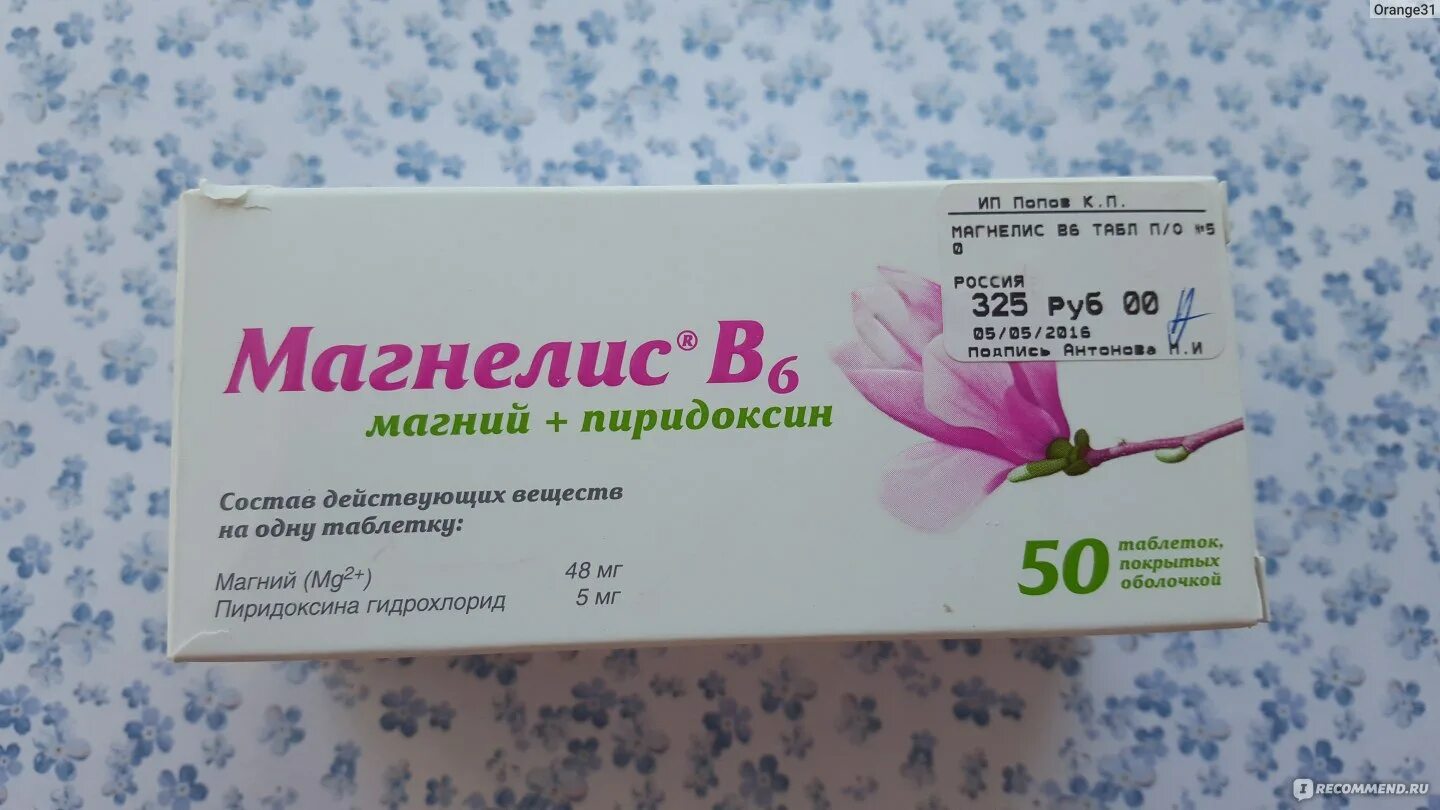 Orange31
ИП Попов К.П.
МАГНЕЛИС В6 ТАБЛ П/О №5
0
РОССИЯ
325 Руб 00
05/05/2016
Подпись Антонова Н.И
Магнелис® B6
магний + пиридоксин
Состав действующих веществ
на одну таблетку:
Магний (Mg2+) 48 мг
Пиридоксина гидрохлорид 5 мг
50 таблеток,
покрытых
оболочкой
IRECOMMEND.RU